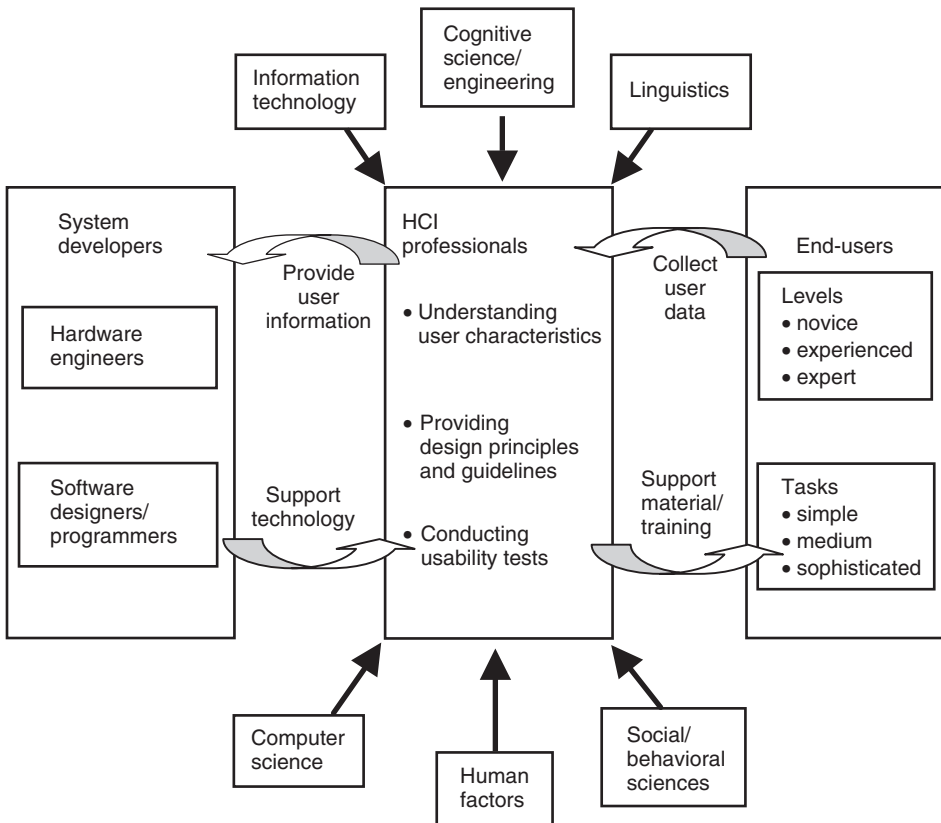 Cognitive
science/
engineering
Information
technology
Linguistics
System
developers
HCI
professionals
End-users
Provide
user
information
Collect
user
data
Hardware
engineers
• Understanding
user characteristics
Levels
• novice
• experienced
• expert
• Providing
design principles
and guidelines
Software
designers/
programmers
Support
technology
• Conducting
usability tests
Support
material/
training
Tasks
• simple
• medium
• sophisticated
Computer
science
Human
factors
Social/
behavioral
sciences